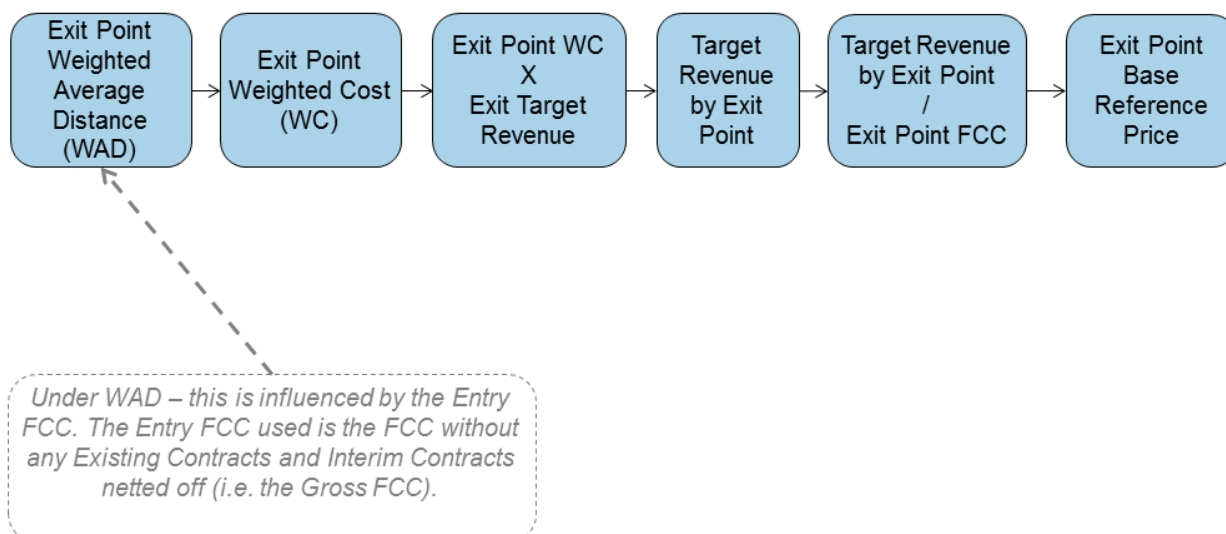 Exit Point
Weighted
Average
Distance
(WAD)
Exit Point
Weighted Cost
(WC)
Exit Point WC
X
Exit Target
Revenue
Target
Revenue
by Exit
Point
Target Revenue
by Exit Point
/
Exit Point FCC
Exit Point
Base
Reference
Price
Under WAD – this is influenced by the Entry
FCC. The Entry FCC used is the FCC without
any Existing Contracts and Interim Contracts
netted off (i.e. the Gross FCC).